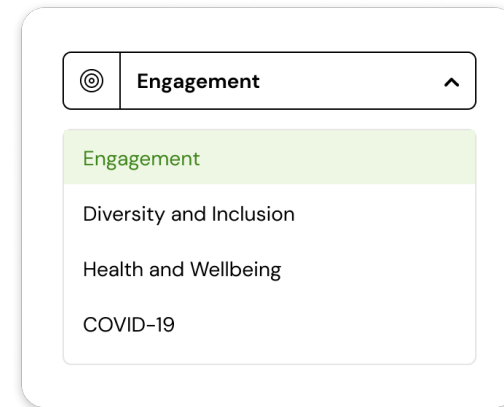 Engagement
Engagement
Diversity and Inclusion
Health and Wellbeing
COVID-19